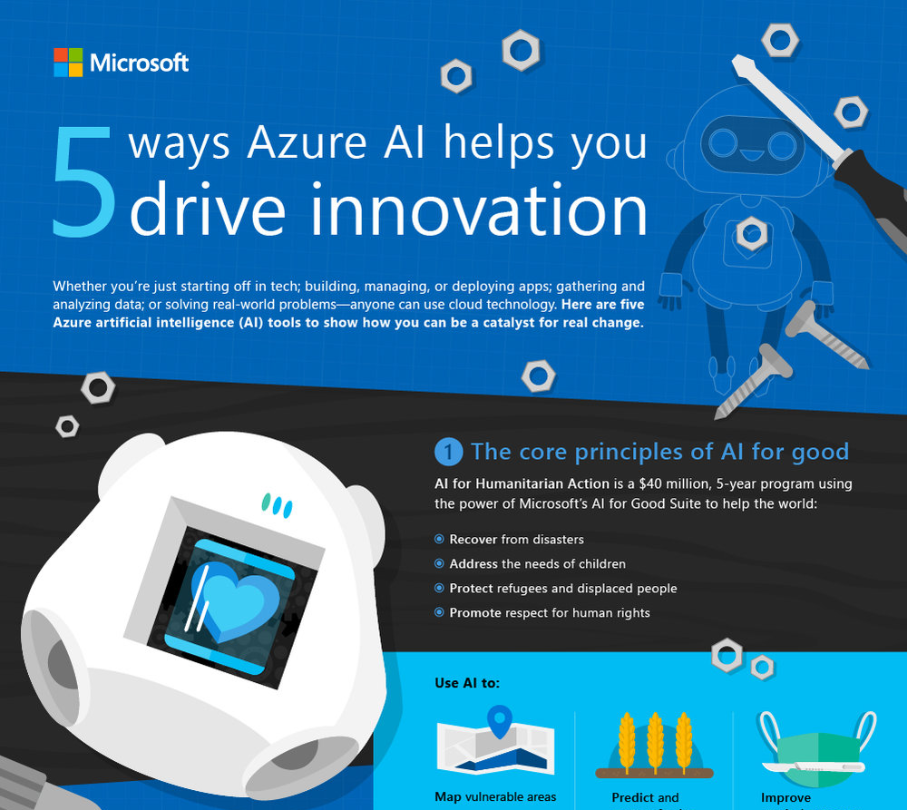 Microsoft
5 ways Azure AI helps you
drive innovation
Whether you're just starting off in tech; building, managing, or deploying apps; gathering and
analyzing data; or solving real-world problems—anyone can use cloud technology. Here are five
Azure artificial intelligence (AI) tools to show how you can be a catalyst for real change.
1 The core principles of AI for good
AI for Humanitarian Action is a $40 million, 5-year program using
the power of Microsoft's AI for Good Suite to help the world:
Recover from disasters
Address the needs of children
Protect refugees and displaced people
Promote respect for human rights
Use AI to:
Map vulnerable areas
Predict and
Improve